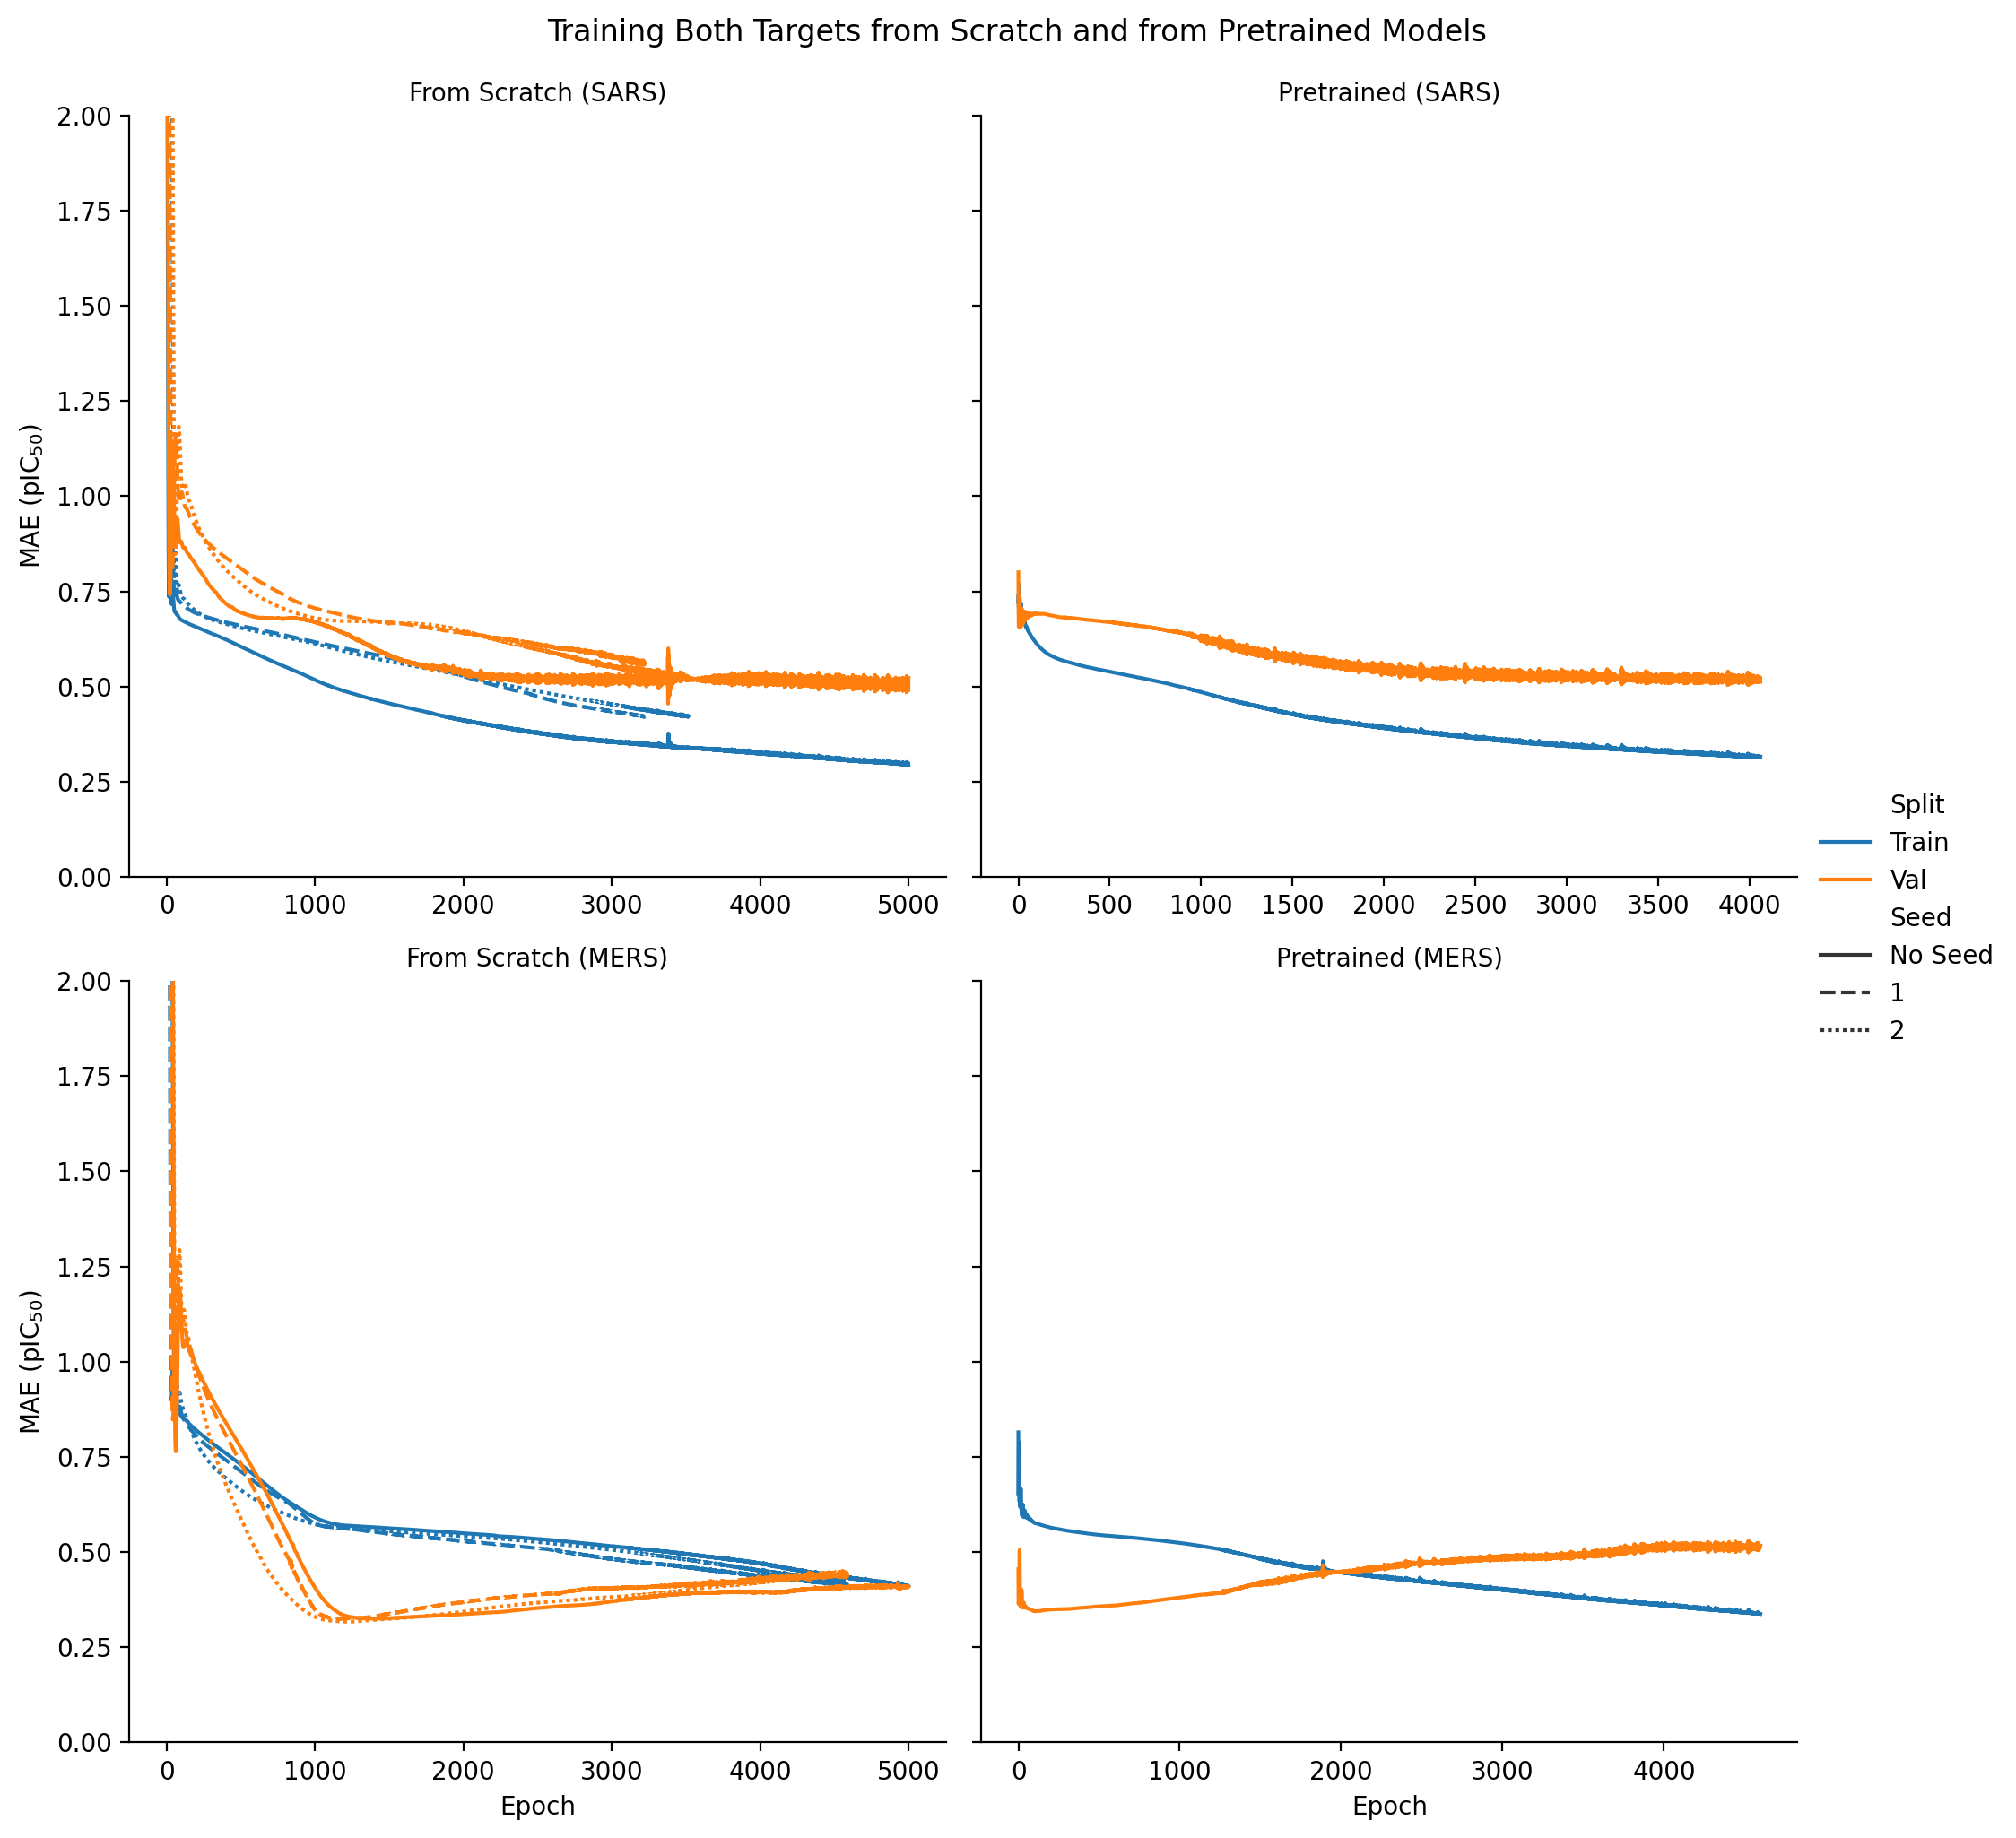 Training Both Targets from Scratch and from Pretrained Models
From Scratch (SARS)
Pretrained (SARS)
2.00
1.75
1.50
1.25
1.00
0.75
0.50
0.25
0.00
MAE (pIC50)
0 1000 2000 3000 4000 5000
0 500 1000 1500 2000 2500 3000 3500 4000
Split
Train
Val
Seed
No Seed
1
2
From Scratch (MERS)
Pretrained (MERS)
2.00
1.75
1.50
1.25
1.00
0.75
0.50
0.25
0.00
MAE (pIC50)
0 1000 2000 3000 4000 5000
0 1000 2000 3000 4000
Epoch
Epoch